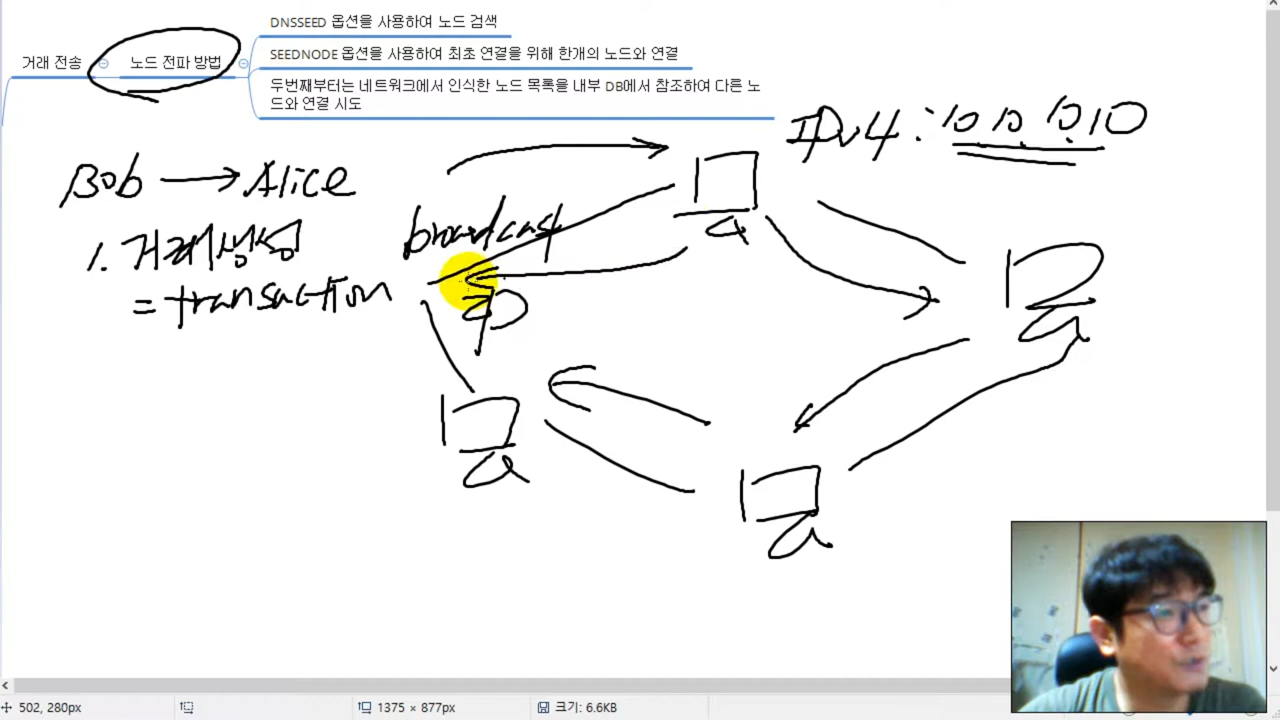 DNSSEED 옵션을 사용하여 노드 검색
거래 전송
노드 전파 방법
SEEDNODE 옵션을 사용하여 최초 연결을 위해 한개의 노드와 연결
두번째부터는 네트워크에서 인식한 노드 목록을 내부 DB에서 참조하여 다른 노
드와 연결 시도
IPv4 : 10.10.10.10
Bob → Alice
1. 거래생성
= transaction
broadcast
502, 280px
1375 × 877px
크기: 6.6KB